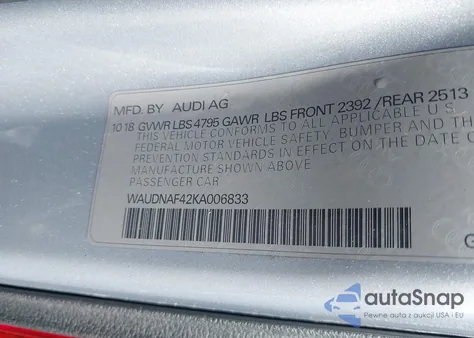 MFD. BY AUDI AG
1018 GVWR LBS 4795 GAWR LBS FRONT 2392 /REAR 2513
THIS VEHICLE CONFORMS TO ALL APPLICABLE U.S.
FEDERAL MOTOR VEHICLE SAFETY, BUMPER AND THEFT
PREVENTION STANDARDS IN EFFECT ON THE DATE OF
MANUFACTURE SHOWN ABOVE
PASSENGER CAR
WAUDNAF42KA006833
G
autoSnap
Pewne auta z aukcji USA i EU